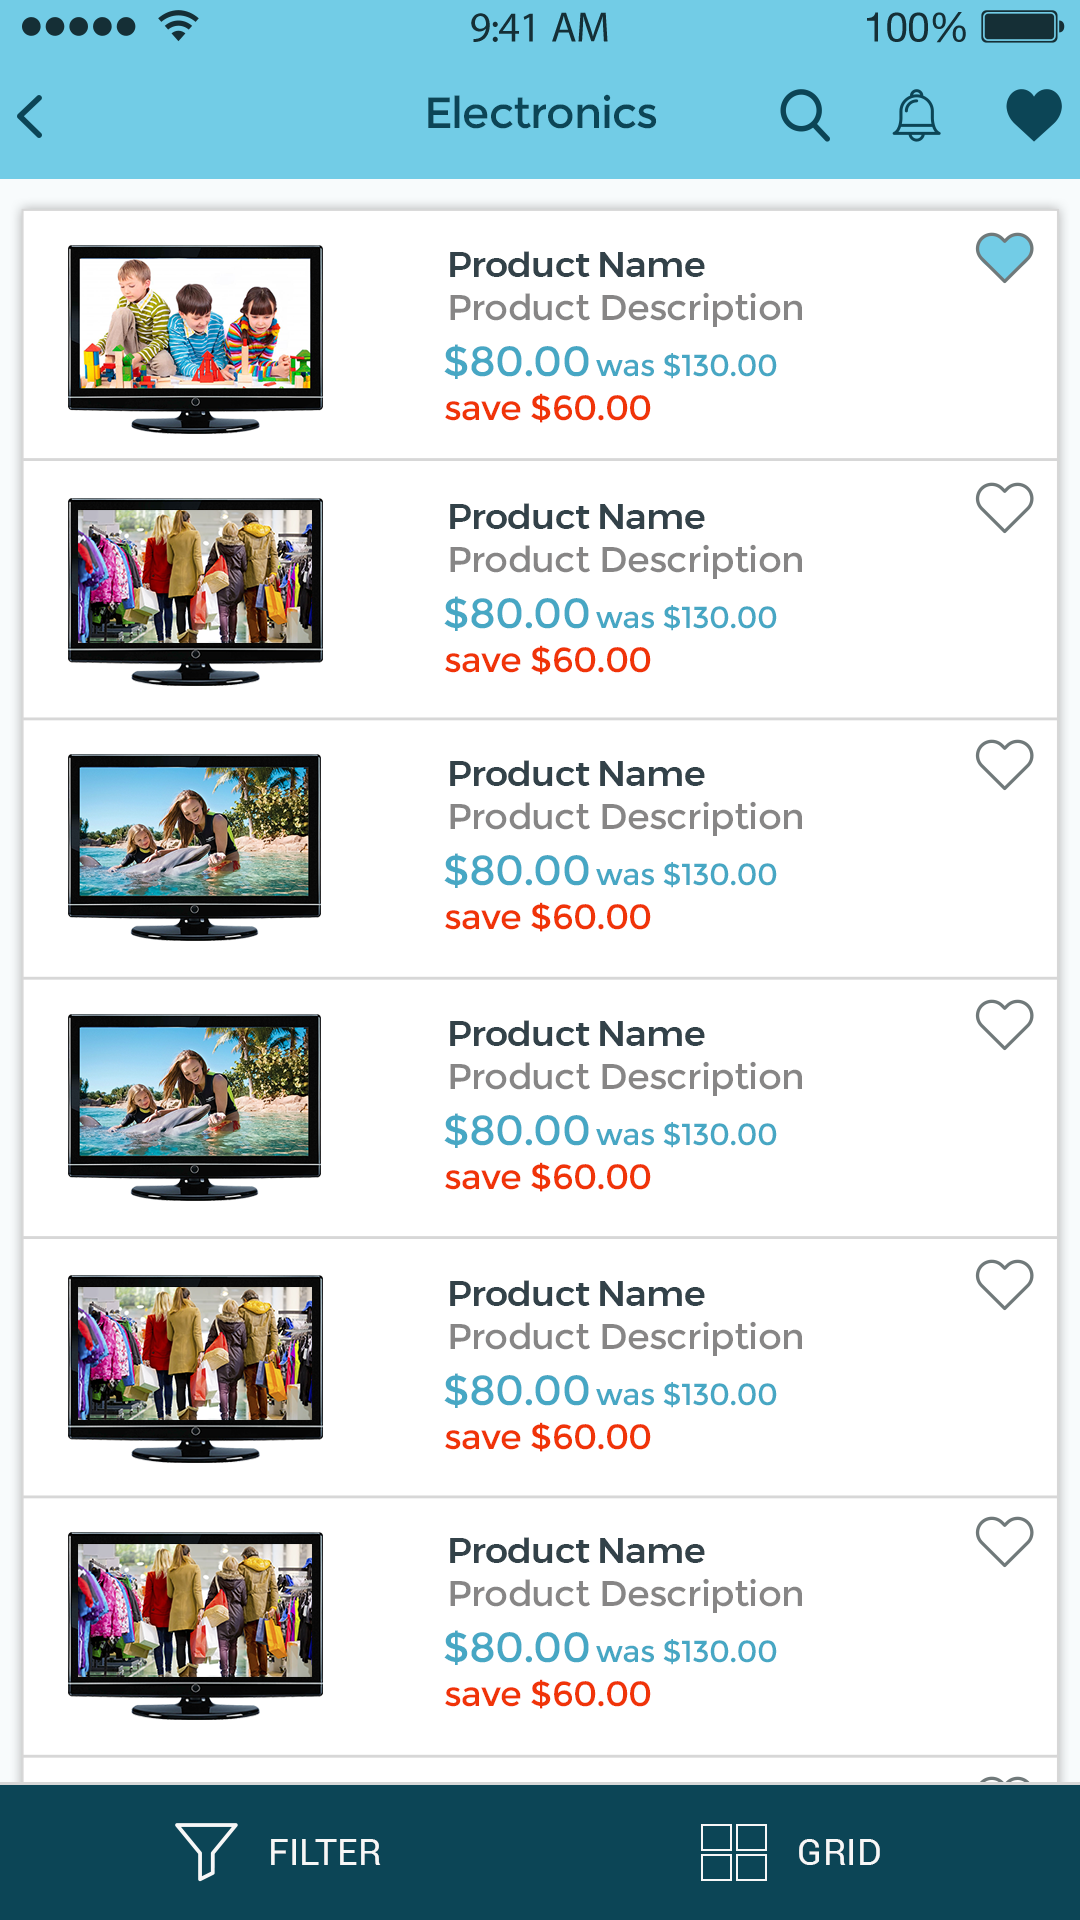 9:41 AM
100%
Electronics
Product Name
Product Description
$80.00 was $130.00
save $60.00
Product Name
Product Description
$80.00 was $130.00
save $60.00
Product Name
Product Description
$80.00 was $130.00
save $60.00
Product Name
Product Description
$80.00 was $130.00
save $60.00
Product Name
Product Description
$80.00 was $130.00
save $60.00
Product Name
Product Description
$80.00 was $130.00
save $60.00
FILTER
GRID